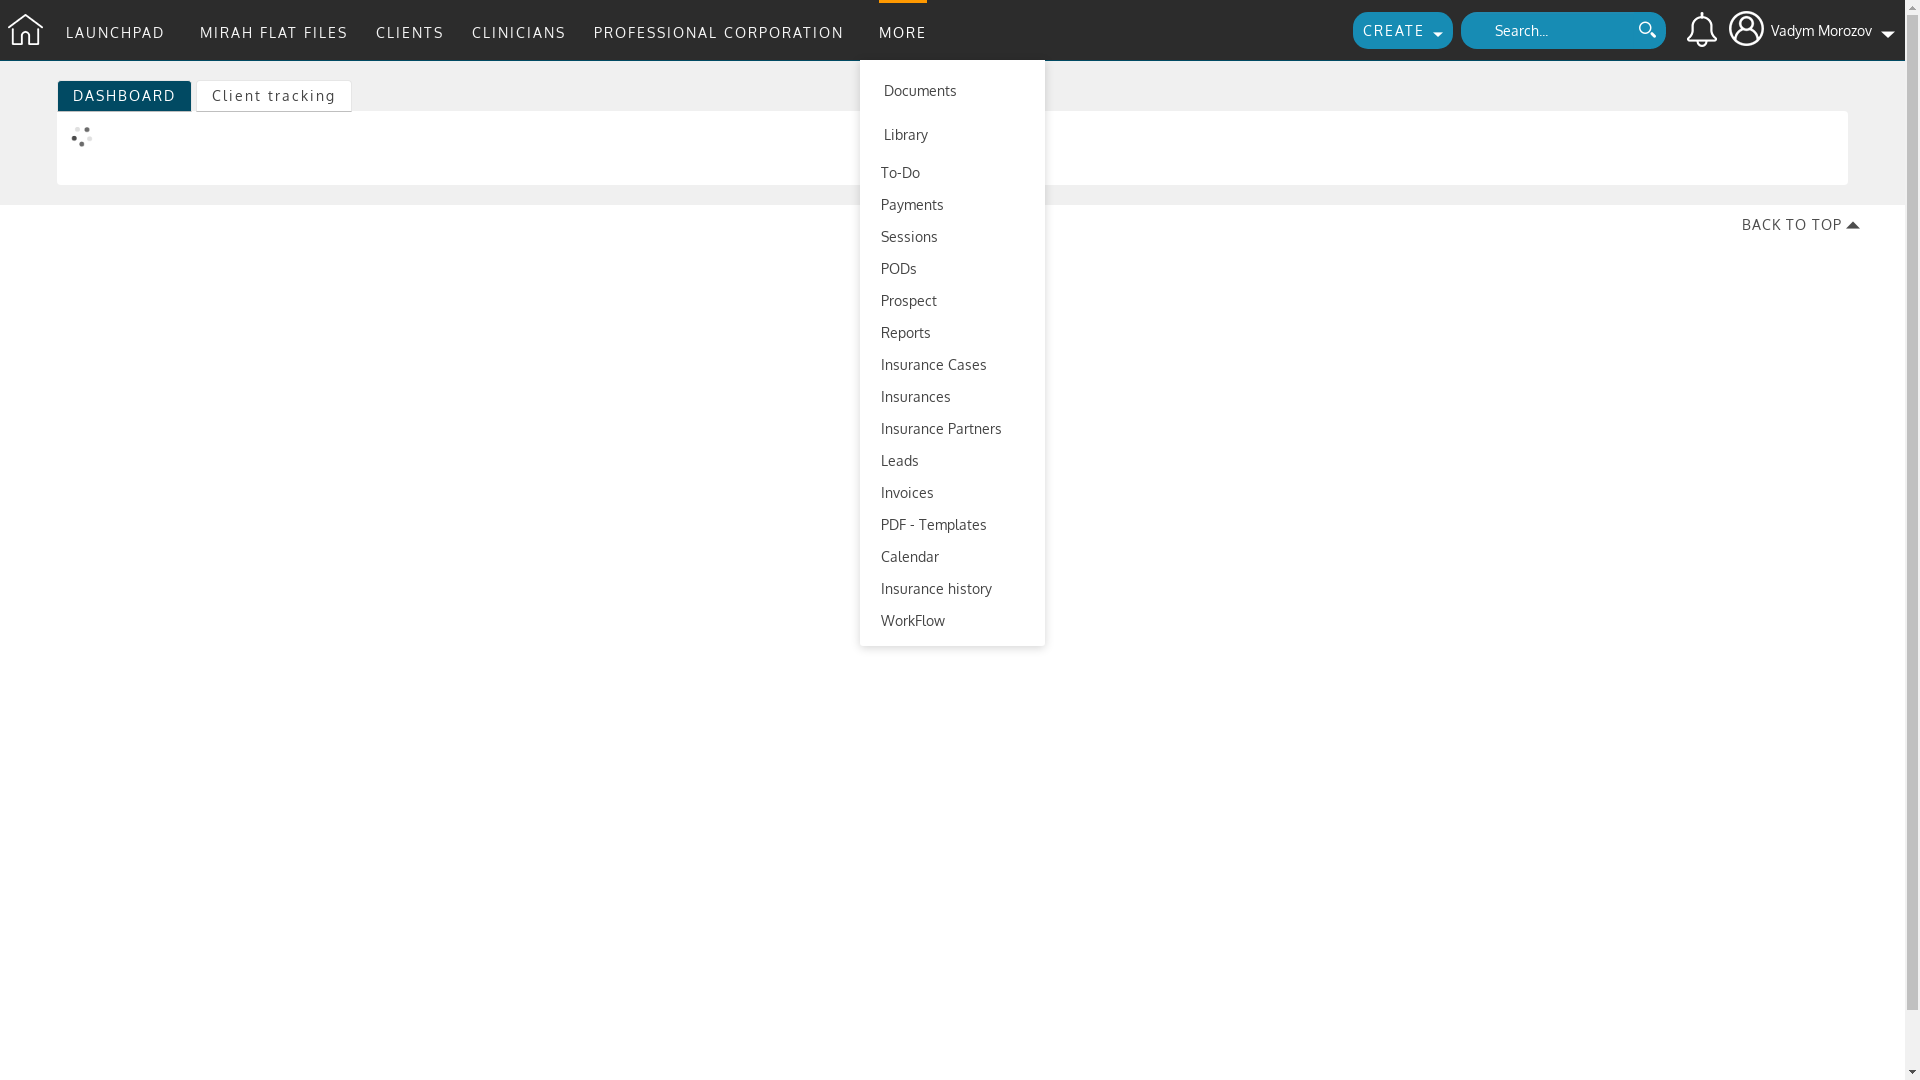 LAUNCHPAD MIRAH FLAT FILES CLIENTS CLINICIANS PROFESSIONAL CORPORATION MORE CREATE Search... Vadym Morozov
DASHBOARD Client tracking
Documents
Library
To-Do
Payments
Sessions
PODs
Prospect
Reports
Insurance Cases
Insurances
Insurance Partners
Leads
Invoices
PDF - Templates
Calendar
Insurance history
WorkFlow
BACK TO TOP